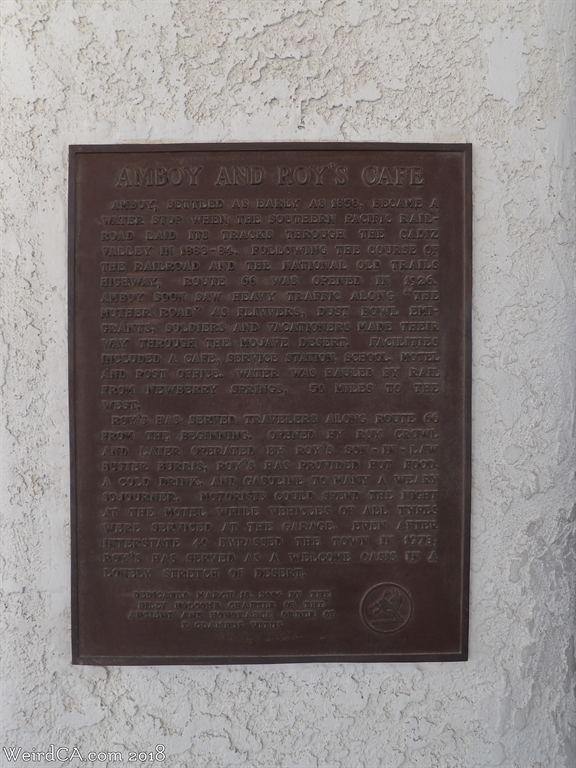 AMBOY AND ROY'S CAFE
AMBOY, SETTLED AS EARLY AS 1858, BECAME A
WATER STOP WHEN THE SOUTHERN PACIFIC RAIL-
ROAD LAID ITS TRACKS THROUGH THE CADIZ
VALLEY IN 1883-84. FOLLOWING THE COURSE OF
THE RAILROAD AND THE NATIONAL OLD TRAILS
HIGHWAY, ROUTE 66 WAS OPENED IN 1926.
AMBOY SOON SAW HEAVY TRAFFIC ALONG "THE
MOTHER ROAD" AS FLIVVERS, DUST BOWL EMI-
GRANTS, SOLDIERS AND VACATIONERS MADE THEIR
WAY THROUGH THE MOJAVE DESERT. FACILITIES
INCLUDED A CAFE, SERVICE STATION, SCHOOL, MOTEL
AND POST OFFICE. WATER WAS HAULED BY RAIL
FROM NEWBERRY SPRINGS, 50 MILES TO THE
WEST.
ROY'S HAS SERVED TRAVELERS ALONG ROUTE 66
FROM THE BEGINNING. OPENED BY ROY CROWL
AND LATER OPERATED BY ROY'S SON-IN-LAW
BUSTER BURRIS, ROY'S HAS PROVIDED HOT FOOD,
A COLD DRINK, AND GASOLINE TO MANY A WEARY
SOJOURNER. MOTORISTS COULD SPEND THE NIGHT
AT THE MOTEL WHILE VEHICLES OF ALL TYPES
WERE SERVICED AT THE GARAGE. EVEN AFTER
INTERSTATE 40 BYPASSED THE TOWN IN 1973,
ROY'S HAS SERVED AS A WELCOME OASIS IN A
LONELY STRETCH OF DESERT.
DEDICATED MARCH 18, BY THE
BILLY HOLCOMB CHAPTER OF THE
ANCIENT AND HONORABLE ORDER OF
E CLAMPUS VITUS
WeirdCA.com 2018